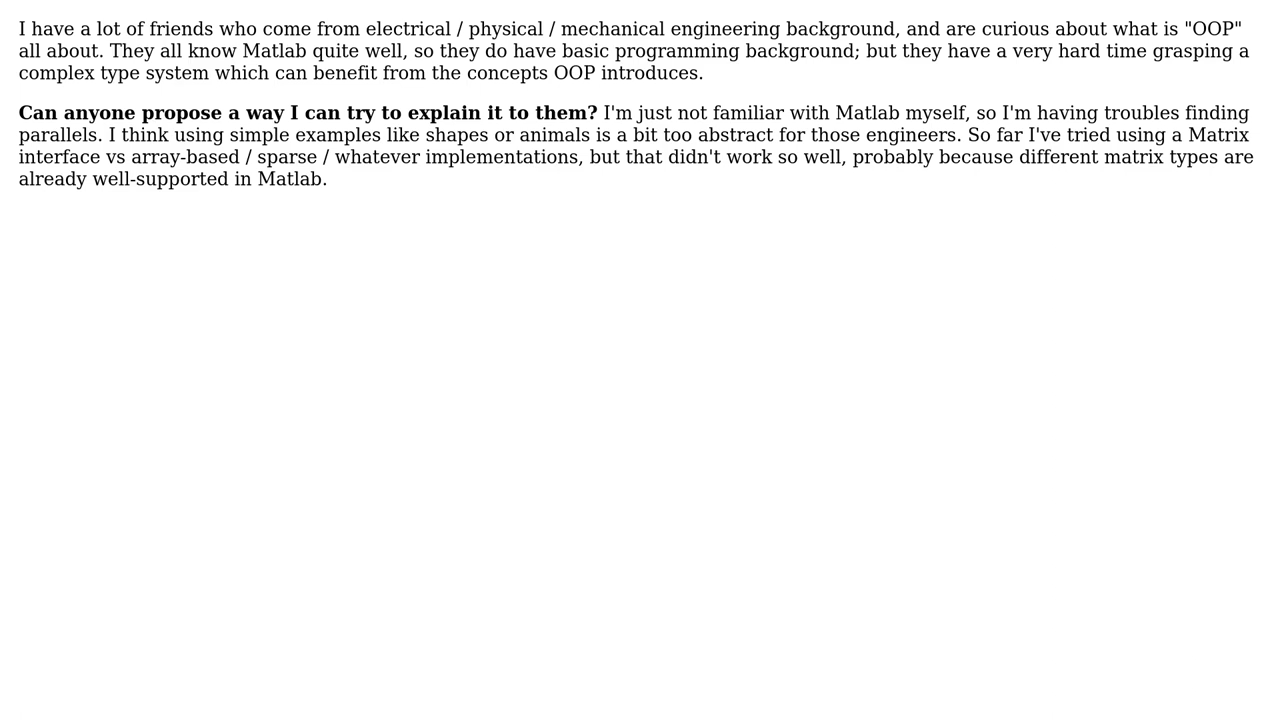 I have a lot of friends who come from electrical / physical / mechanical engineering background, and are curious about what is "OOP"
all about. They all know Matlab quite well, so they do have basic programming background; but they have a very hard time grasping a
complex type system which can benefit from the concepts OOP introduces.
Can anyone propose a way I can try to explain it to them? I'm just not familiar with Matlab myself, so I'm having troubles finding
parallels. I think using simple examples like shapes or animals is a bit too abstract for those engineers. So far I've tried using a Matrix
interface vs array-based / sparse / whatever implementations, but that didn't work so well, probably because different matrix types are
already well-supported in Matlab.